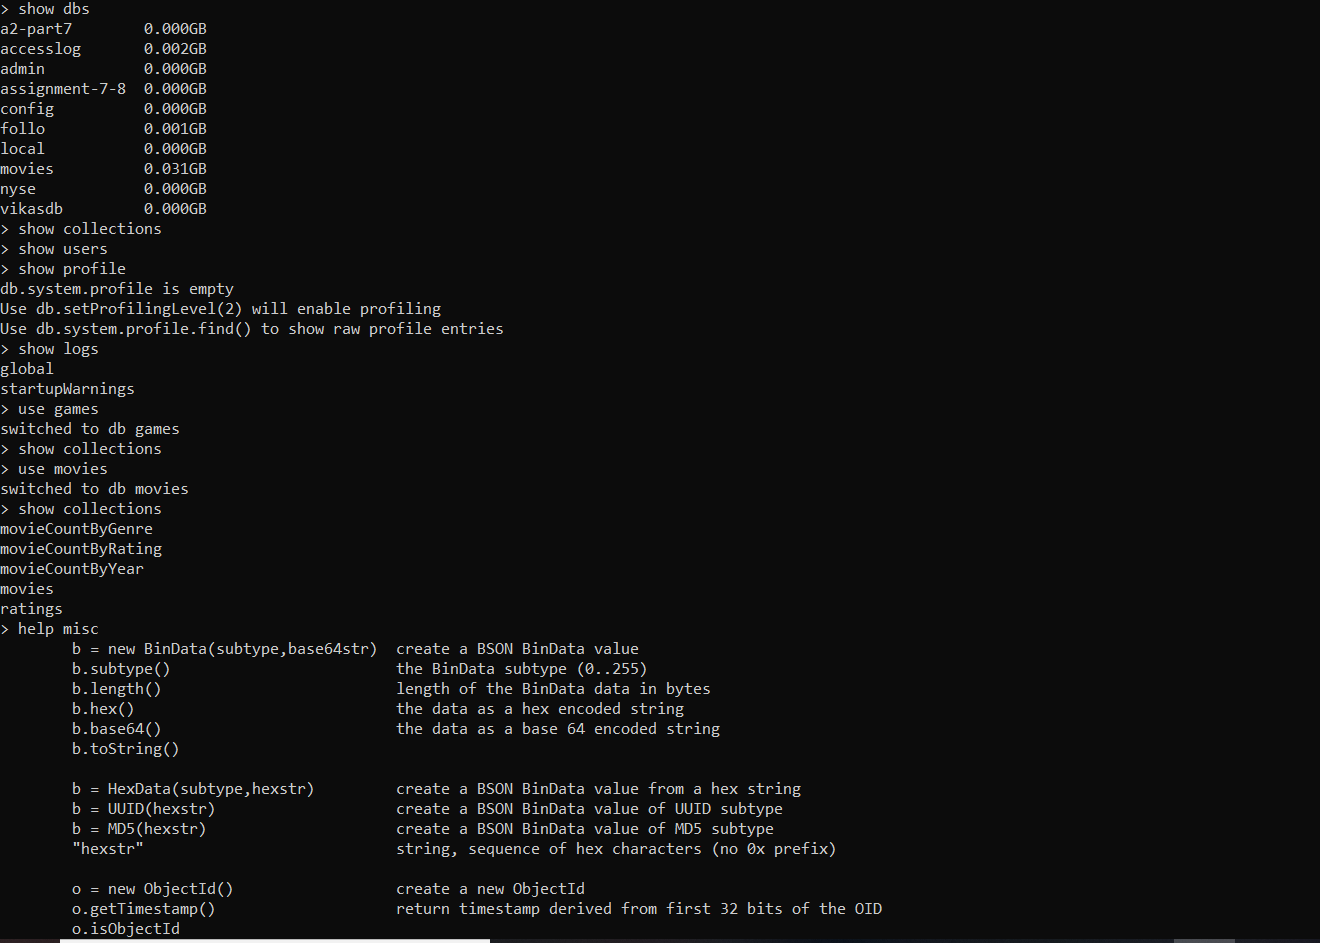 > show dbs
a2-part7        0.000GB
accesslog       0.002GB
admin           0.000GB
assignment-7-8  0.000GB
config          0.000GB
follo           0.001GB
local           0.000GB
movies          0.031GB
nyse            0.000GB
vikasdb         0.000GB
> show collections
> show users
> show profile
db.system.profile is empty
Use db.setProfilingLevel(2) will enable profiling
Use db.system.profile.find() to show raw profile entries
> show logs
global
startupWarnings
> use games
switched to db games
> show collections
> use movies
switched to db movies
> show collections
movieCountByGenre
movieCountByRating
movieCountByYear
movies
ratings
> help misc
        b = new BinData(subtype,base64str)  create a BSON BinData value
        b.subtype()                         the BinData subtype (0..255)
        b.length()                          length of the BinData data in bytes
        b.hex()                             the data as a hex encoded string
        b.base64()                          the data as a base 64 encoded string
        b.toString()

        b = HexData(subtype,hexstr)         create a BSON BinData value from a hex string
        b = UUID(hexstr)                    create a BSON BinData value of UUID subtype
        b = MD5(hexstr)                     create a BSON BinData value of MD5 subtype
        "hexstr"                            string, sequence of hex characters (no 0x prefix)

        o = new ObjectId()                  create a new ObjectId
        o.getTimestamp()                    return timestamp derived from first 32 bits of the OID
        o.isObjectId